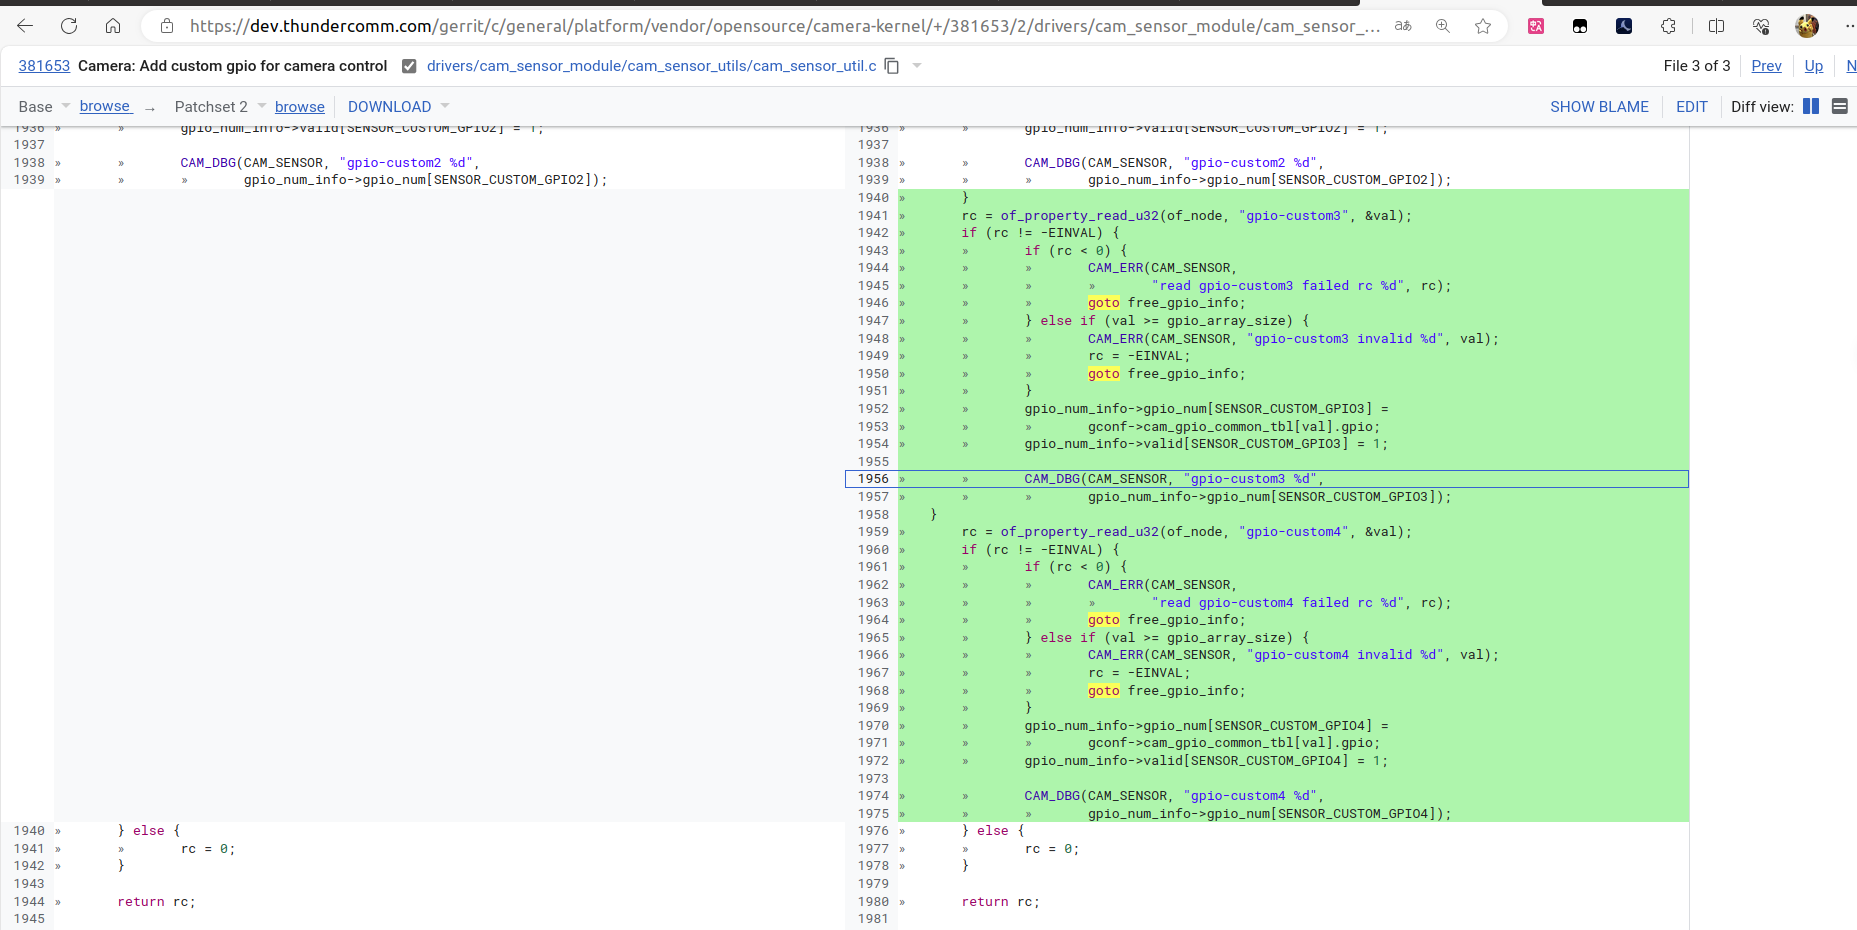 https://dev.thundercomm.com/gerrit/c/general/platform/vendor/opensource/camera-kernel/+/381653/2/drivers/cam_sensor_module/cam_sensor_...
381653 Camera: Add custom gpio for camera control drivers/cam_sensor_module/cam_sensor_utils/cam_sensor_util.c File 3 of 3 Prev Up N
Base browse → Patchset 2 browse DOWNLOAD SHOW BLAME EDIT Diff view:
1936 » » gpio_num_info->valid[SENSOR_CUSTOM_GPIO2] = 1; 1936 » » gpio_num_info->valid[SENSOR_CUSTOM_GPIO2] = 1;
1937 1937
1938 » » CAM_DBG(CAM_SENSOR, "gpio-custom2 %d", 1938 » » CAM_DBG(CAM_SENSOR, "gpio-custom2 %d",
1939 » » » gpio_num_info->gpio_num[SENSOR_CUSTOM_GPIO2]); 1939 » » » gpio_num_info->gpio_num[SENSOR_CUSTOM_GPIO2]);
1940 » }
1941 » rc = of_property_read_u32(of_node, "gpio-custom3", &val);
1942 » if (rc != -EINVAL) {
1943 » » if (rc < 0) {
1944 » » » CAM_ERR(CAM_SENSOR,
1945 » » » » "read gpio-custom3 failed rc %d", rc);
1946 » » » goto free_gpio_info;
1947 » » } else if (val >= gpio_array_size) {
1948 » » » CAM_ERR(CAM_SENSOR, "gpio-custom3 invalid %d", val);
1949 » » » rc = -EINVAL;
1950 » » » goto free_gpio_info;
1951 » » }
1952 » » gpio_num_info->gpio_num[SENSOR_CUSTOM_GPIO3] =
1953 » » » gconf->cam_gpio_common_tbl[val].gpio;
1954 » » gpio_num_info->valid[SENSOR_CUSTOM_GPIO3] = 1;
1955
1956 » » CAM_DBG(CAM_SENSOR, "gpio-custom3 %d",
1957 » » » gpio_num_info->gpio_num[SENSOR_CUSTOM_GPIO3]);
1958 }
1959 » rc = of_property_read_u32(of_node, "gpio-custom4", &val);
1960 » if (rc != -EINVAL) {
1961 » » if (rc < 0) {
1962 » » » CAM_ERR(CAM_SENSOR,
1963 » » » » "read gpio-custom4 failed rc %d", rc);
1964 » » » goto free_gpio_info;
1965 » » } else if (val >= gpio_array_size) {
1966 » » » CAM_ERR(CAM_SENSOR, "gpio-custom4 invalid %d", val);
1967 » » » rc = -EINVAL;
1968 » » » goto free_gpio_info;
1969 » » }
1970 » » gpio_num_info->gpio_num[SENSOR_CUSTOM_GPIO4] =
1971 » » » gconf->cam_gpio_common_tbl[val].gpio;
1972 » » gpio_num_info->valid[SENSOR_CUSTOM_GPIO4] = 1;
1973
1974 » » CAM_DBG(CAM_SENSOR, "gpio-custom4 %d",
1975 » » » gpio_num_info->gpio_num[SENSOR_CUSTOM_GPIO4]);
1940 » } else { 1976 » } else {
1941 » » rc = 0; 1977 » » rc = 0;
1942 » } 1978 » }
1943 1979
1944 » return rc; 1980 » return rc;
1945 1981